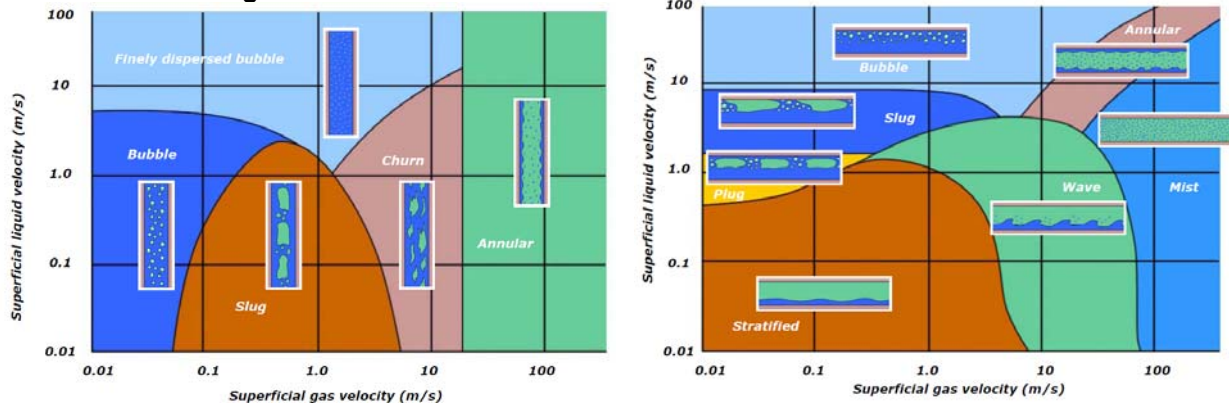 100
Finely dispersed bubble
10
Bubble
Churn
1.0
Annular
0.1
Slug
0.01
0.01
0.1
1.0
10
100
Superficial liquid velocity (m/s)
Superficial gas velocity (m/s)
100
Annular
Bubble
10
Slug
1.0
Plug
Wave
Mist
0.1
Stratified
0.01
0.01
0.1
1.0
10
100
Superficial liquid velocity (m/s)
Superficial gas velocity (m/s)